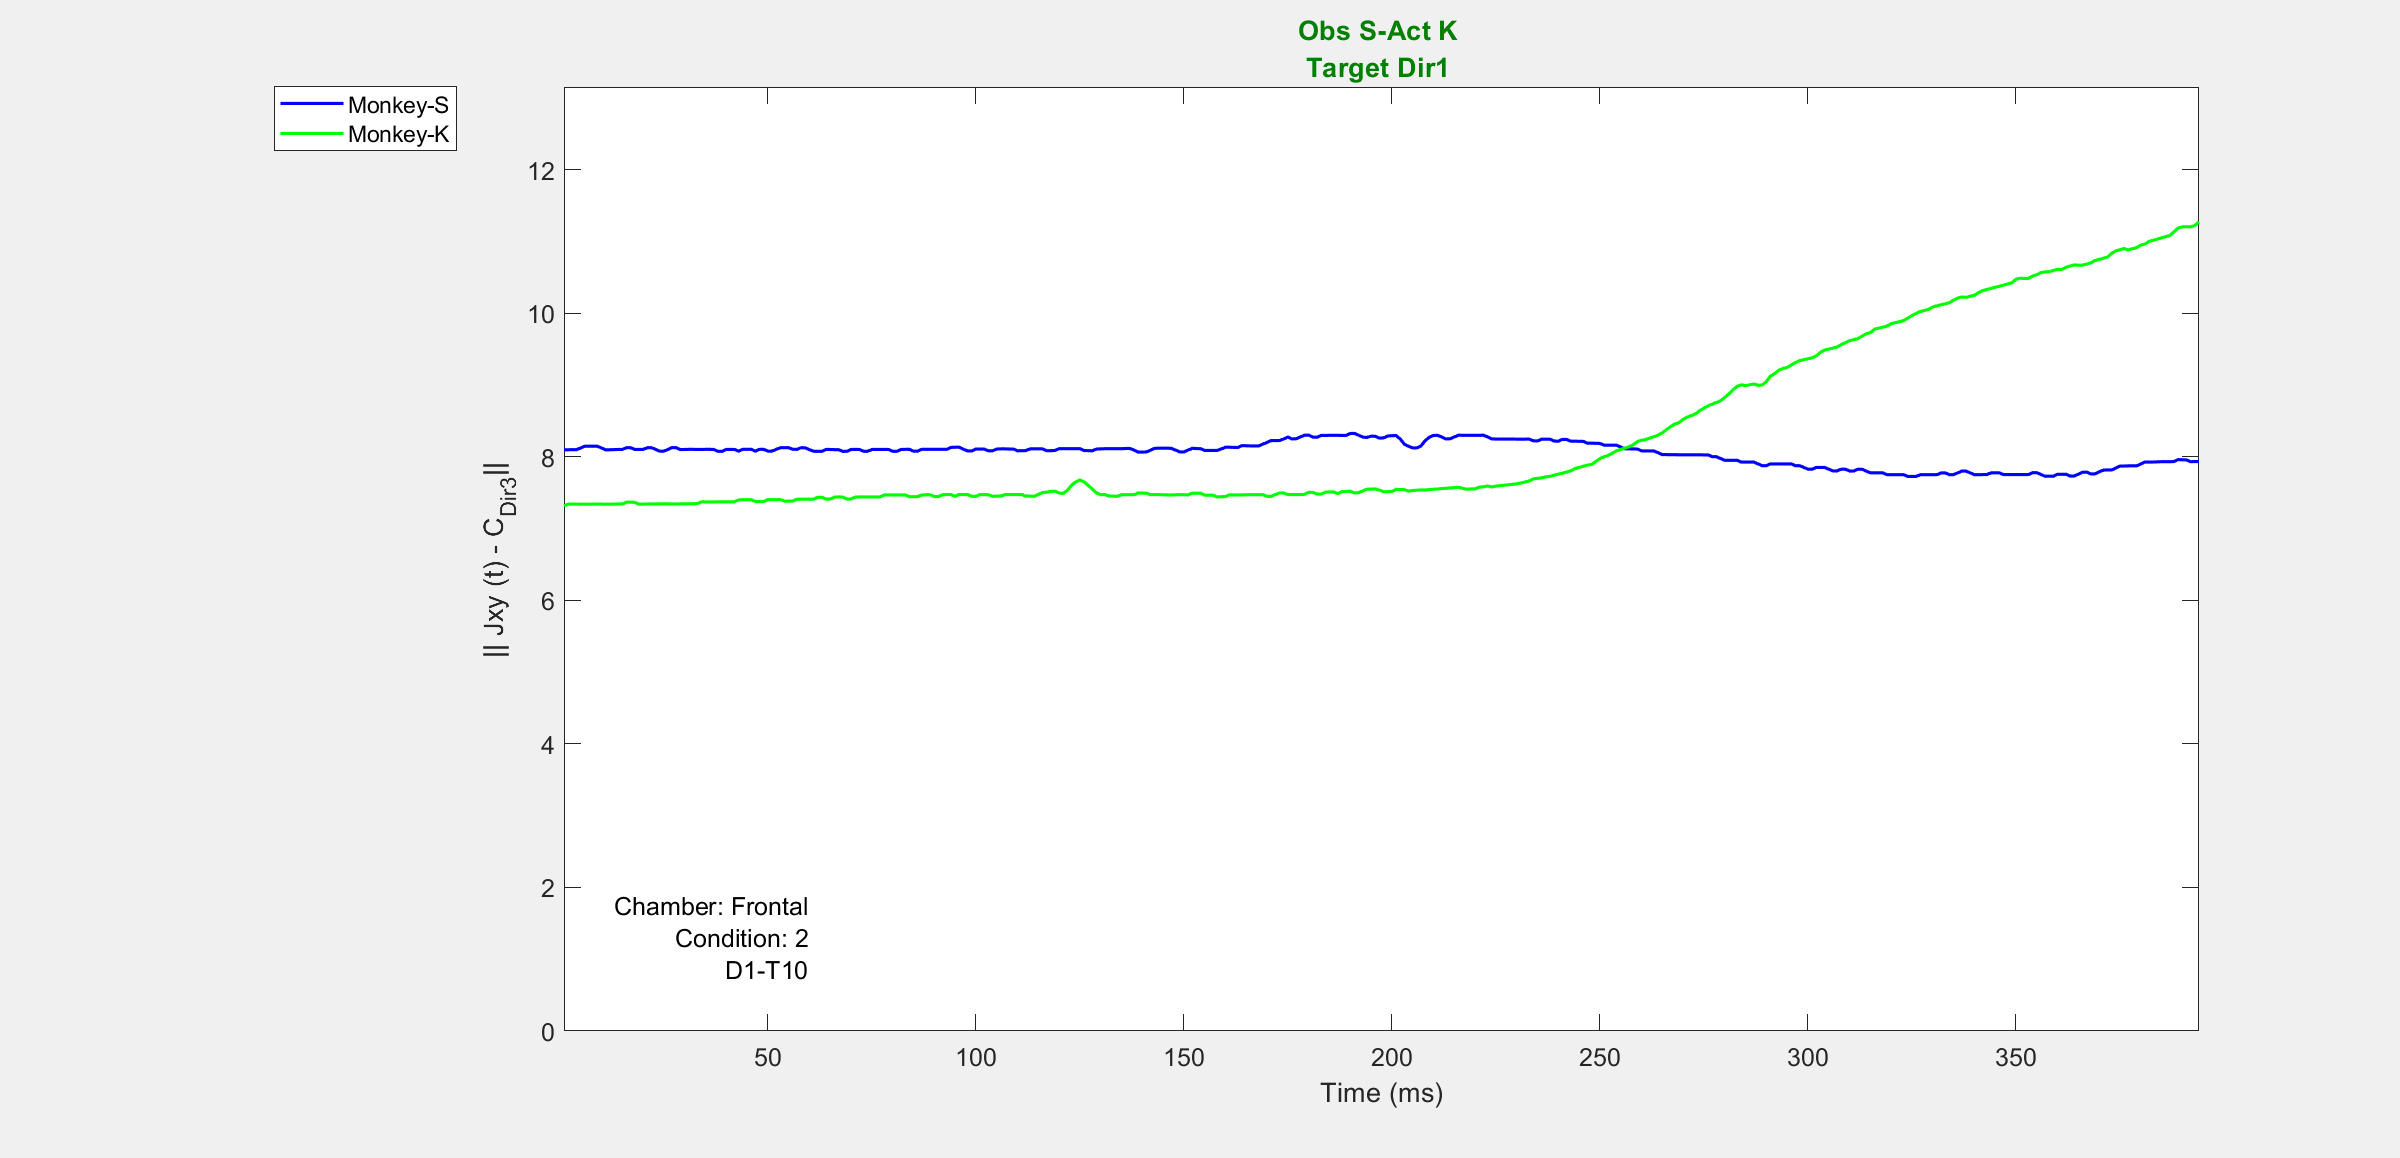 Obs S-Act K
Target Dir1
Monkey-S
Monkey-K
|| Jxy (t) - C_Dir3||
12
10
8
6
4
2
0
Chamber: Frontal
Condition: 2
D1-T10
50 100 150 200 250 300 350
Time (ms)